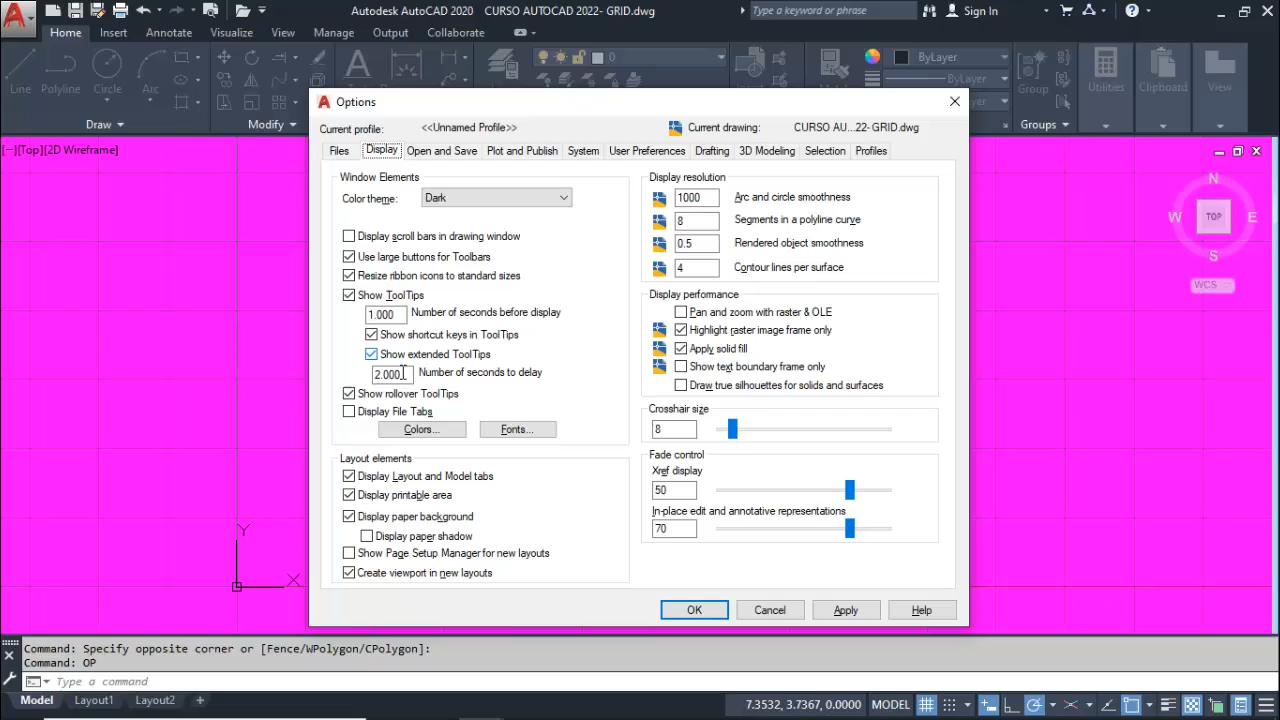 Autodesk AutoCAD 2020 CURSO AUTOCAD 2022- GRID.dwg
Type a keyword or phrase
Sign In
Home Insert Annotate Visualize View Manage Output Collaborate
0
ByLayer
ByLayer
Line Polyline Circle Arc
Group Utilities Clipboard View
Draw Modify Groups
[−][Top][2D Wireframe]
Options
Current profile: <<Unnamed Profile>> Current drawing: CURSO AU...22- GRID.dwg
Files Display Open and Save Plot and Publish System User Preferences Drafting 3D Modeling Selection Profiles
Window Elements
Color theme: Dark
Display scroll bars in drawing window
Use large buttons for Toolbars
Resize ribbon icons to standard sizes
Show ToolTips
1.000 Number of seconds before display
Show shortcut keys in ToolTips
Show extended ToolTips
2.000 Number of seconds to delay
Show rollover ToolTips
Display File Tabs
Colors... Fonts...
Layout elements
Display Layout and Model tabs
Display printable area
Display paper background
Display paper shadow
Show Page Setup Manager for new layouts
Create viewport in new layouts
Display resolution
1000 Arc and circle smoothness
8 Segments in a polyline curve
0.5 Rendered object smoothness
4 Contour lines per surface
Display performance
Pan and zoom with raster & OLE
Highlight raster image frame only
Apply solid fill
Show text boundary frame only
Draw true silhouettes for solids and surfaces
Crosshair size
8
Fade control
Xref display
50
In-place edit and annotative representations
70
OK Cancel Apply Help
N
W TOP E
S
WCS
Y
X
Command: Specify opposite corner or [Fence/WPolygon/CPolygon]:
Command: OP
Type a command
Model Layout1 Layout2 +
7.3532, 3.7367, 0.0000 MODEL